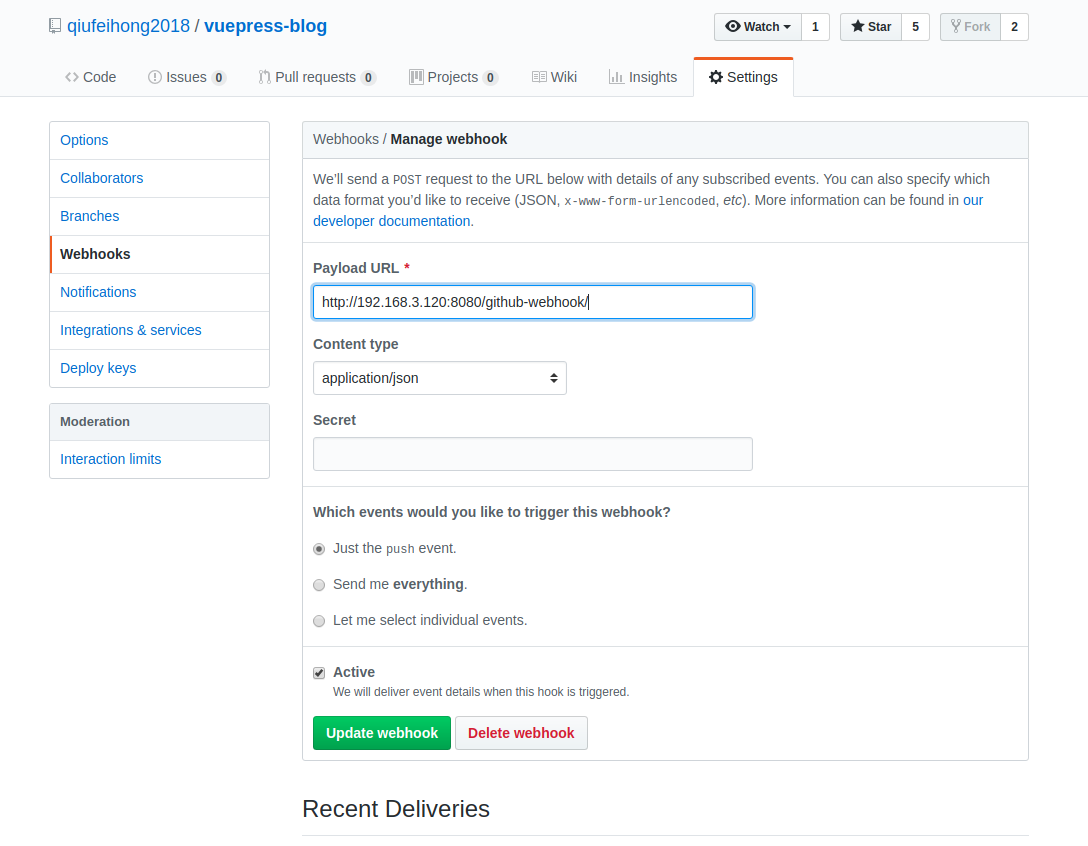 qiufeihong2018 / vuepress-blog
Watch 1 Star 5 Fork 2
Code Issues 0 Pull requests 0 Projects 0 Wiki Insights Settings
Options
Collaborators
Branches
Webhooks
Notifications
Integrations & services
Deploy keys
Moderation
Interaction limits
Webhooks / Manage webhook
We’ll send a POST request to the URL below with details of any subscribed events. You can also specify which
data format you’d like to receive (JSON, x-www-form-urlencoded, etc). More information can be found in our
developer documentation.
Payload URL *
http://192.168.3.120:8080/github-webhook/
Content type
application/json
Secret
Which events would you like to trigger this webhook?
Just the push event.
Send me everything.
Let me select individual events.
Active
We will deliver event details when this hook is triggered.
Update webhook Delete webhook
Recent Deliveries